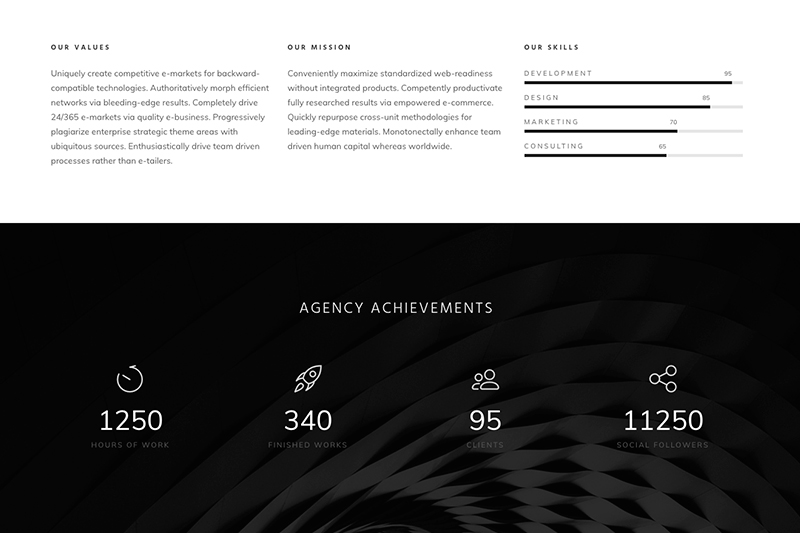 OUR VALUES
Uniquely create competitive e-markets for backward-
compatible technologies. Authoritatively morph efficient
networks via bleeding-edge results. Completely drive
24/365 e-markets via quality e-business. Progressively
plagiarize enterprise strategic theme areas with
ubiquitous sources. Enthusiastically drive team driven
processes rather than e-tailers.
OUR MISSION
Conveniently maximize standardized web-readiness
without integrated products. Competently productivate
fully researched results via empowered e-commerce.
Quickly repurpose cross-unit methodologies for
leading-edge materials. Monotonectally enhance team
driven human capital whereas worldwide.
OUR SKILLS
DEVELOPMENT 95
DESIGN 85
MARKETING 70
CONSULTING 65
AGENCY ACHIEVEMENTS
1250
HOURS OF WORK
340
FINISHED WORKS
95
CLIENTS
11250
SOCIAL FOLLOWERS